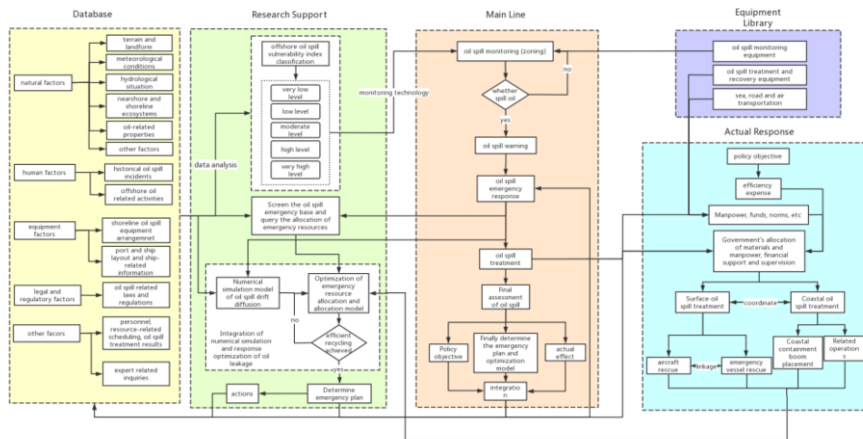 Database
natural factors
terrain and
landform
meteorological
conditions
hydrological
situation
nearshore and
shoreline
ecosystems
oil-related
properties
other factors
human factors
historical oil spill
incidents
offshore oil
related activities
equipment
factors
shoreline oil spill
equipment
arrangemnet
port and ship
layout and ship-
related
information
legal and
regulatory factors
oil spill related
laws and
regulations
other facors
personnel,
resource-related
scheduling, oil spill
treatment results
expert related
inquiries
Research Support
offshore oil spill
vulnerability index
classification
very low
level
low level
moderate
level
high level
very high
level
data analysis
monitoring technology
Screen the oil spill
emergency base and
query the allocation of
emergency resources
Numerical
simulation model
of oil spill drift
diffusion
Optimization of
emergency
resource
allocation and
allocation model
no
Integration of
numerical simulation
and response
optimization of oil
leakage
efficient
recycling
achieved
yes
actions
Determine
emergency plan
Main Line
oil spill monitoring (zoning)
no
whether
spill oil
yes
oil spill warning
oil spill
emergency
response
oil spill
treatment
Final
assessment
of oil spill
Policy
objective
Finally determine
the emergency
plan and
optimization
model
actual
effect
integratio
n
Equipment
Library
oil spill monitoring
equipment
oil spill treatment and
recovery equipment
sea, road and air
transportation
Actual Response
policy objective
efficiency
expense
Manpower, funds, norms, etc
Government's allocation
of materials and
manpower, financial
support and supervision
Surface oil
spill treatment
coordinate
Coastal oil
spill treatment
aircraft
rescue
linkage
emergency
vessel rescue
Coastal
containment
boom
placement
Related
operation
s